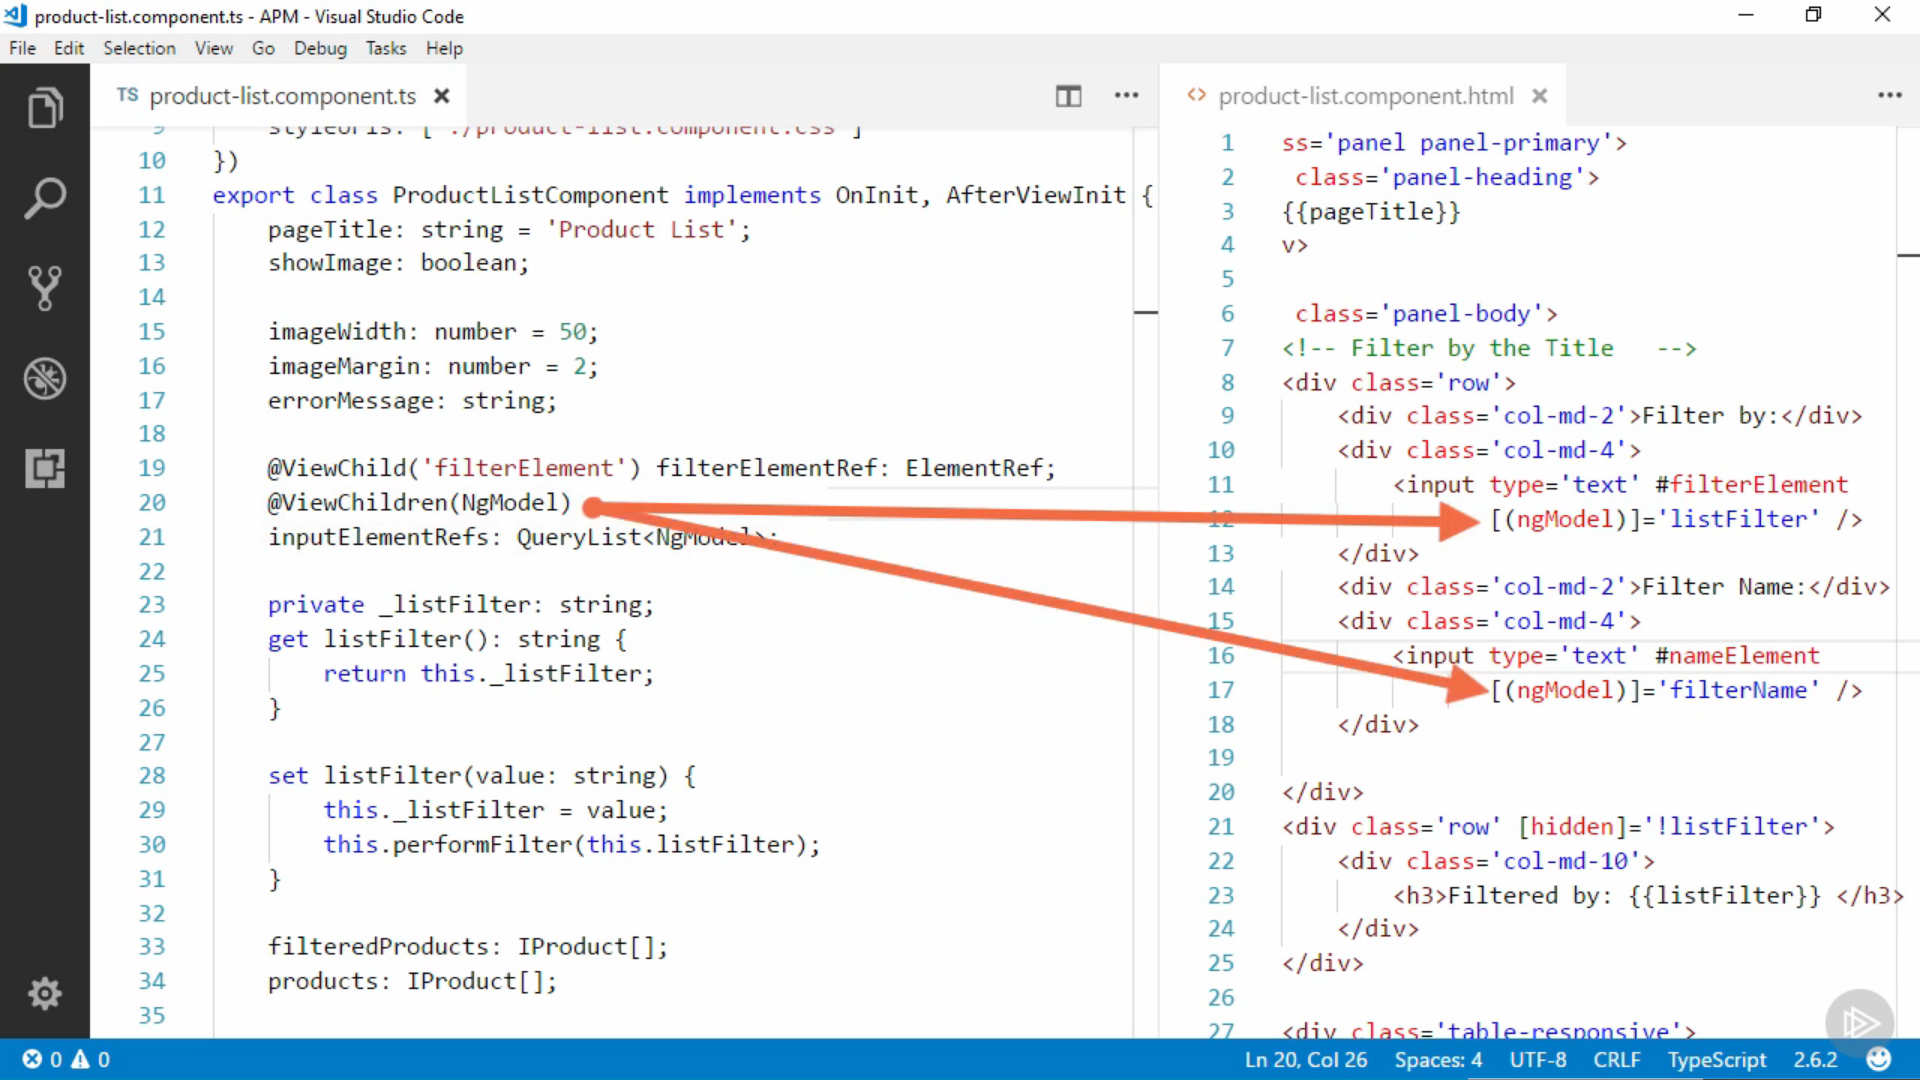 product-list.component.ts - APM - Visual Studio Code
File Edit Selection View Go Debug Tasks Help
TS product-list.component.ts
9 styleUrls: ['./product-list.component.css']
10 })
11 export class ProductListComponent implements OnInit, AfterViewInit {
12 pageTitle: string = 'Product List';
13 showImage: boolean;
14
15 imageWidth: number = 50;
16 imageMargin: number = 2;
17 errorMessage: string;
18
19 @ViewChild('filterElement') filterElementRef: ElementRef;
20 @ViewChildren(NgModel)
21 inputElementRefs: QueryList<NgModel>;
22
23 private _listFilter: string;
24 get listFilter(): string {
25 return this._listFilter;
26 }
27
28 set listFilter(value: string) {
29 this._listFilter = value;
30 this.performFilter(this.listFilter);
31 }
32
33 filteredProducts: IProduct[];
34 products: IProduct[];
35
<> product-list.component.html
1 ss='panel panel-primary'>
2 class='panel-heading'>
3 {{pageTitle}}
4 v>
5
6 class='panel-body'>
7 <!-- Filter by the Title -->
8 <div class='row'>
9 <div class='col-md-2'>Filter by:</div>
10 <div class='col-md-4'>
11 <input type='text' #filterElement
12 [(ngModel)]='listFilter' />
13 </div>
14 <div class='col-md-2'>Filter Name:</div>
15 <div class='col-md-4'>
16 <input type='text' #nameElement
17 [(ngModel)]='filterName' />
18 </div>
19
20 </div>
21 <div class='row' [hidden]='!listFilter'>
22 <div class='col-md-10'>
23 <h3>Filtered by: {{listFilter}} </h3>
24 </div>
25 </div>
26
27 <div class='table-responsive'>
0 0 Ln 20, Col 26 Spaces: 4 UTF-8 CRLF TypeScript 2.6.2